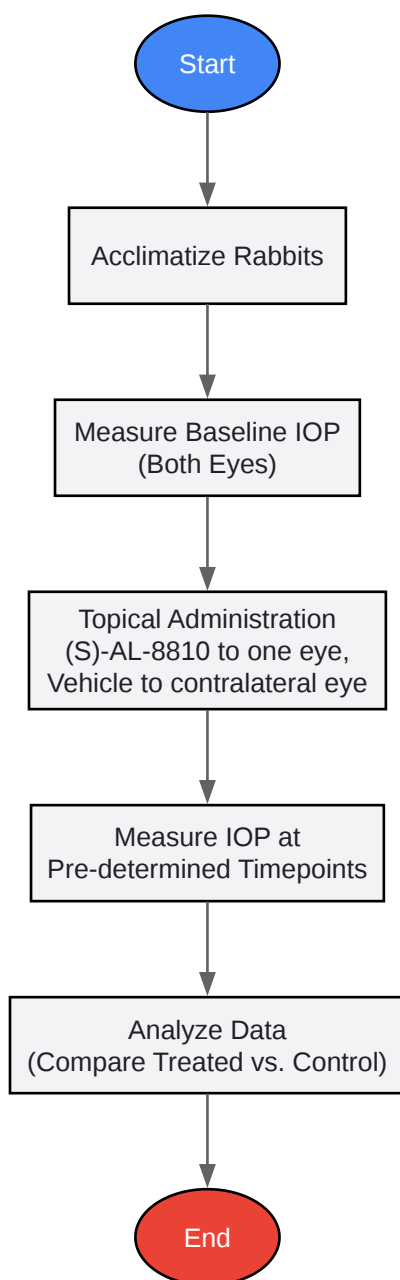 Start
Acclimatize Rabbits
Measure Baseline IOP
(Both Eyes)
Topical Administration
(S)-AL-8810 to one eye,
Vehicle to contralateral eye
Measure IOP at
Pre-determined Timepoints
Analyze Data
(Compare Treated vs. Control)
End